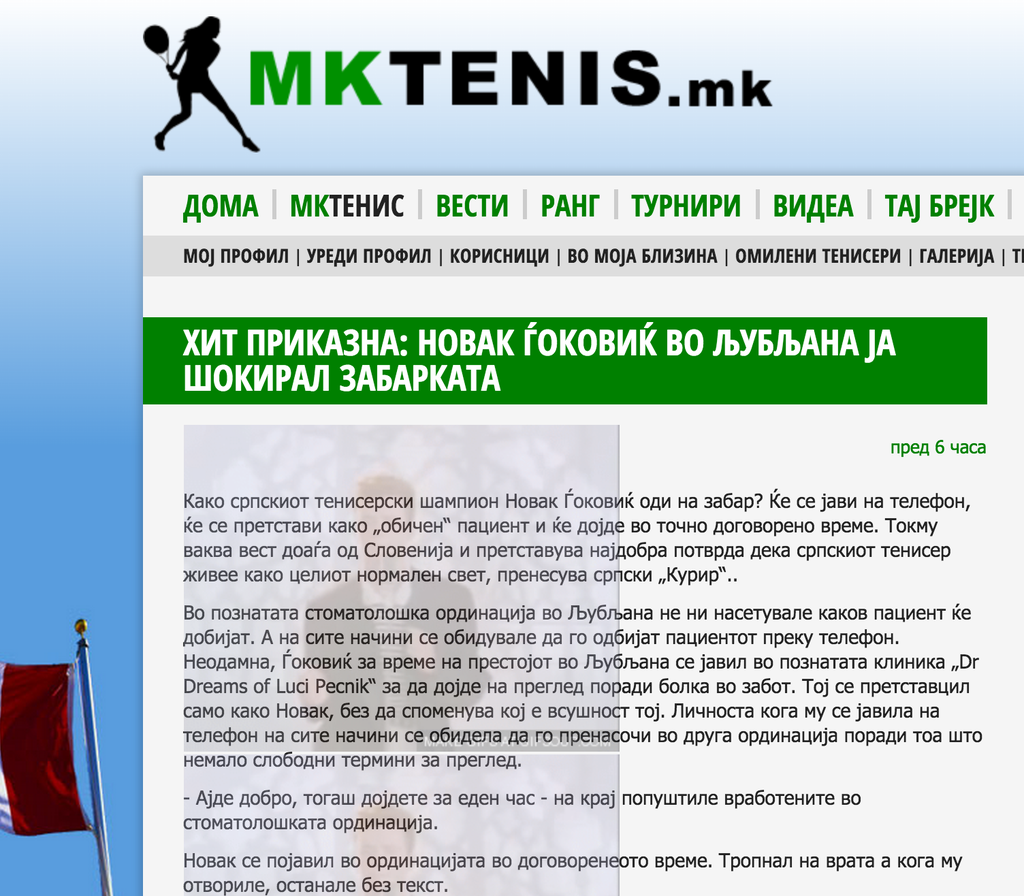 MKTENIS.mk
ДОМА | МКТЕНИС | ВЕСТИ | РАНГ | ТУРНИРИ | ВИДЕА | ТАЈ БРЕЈК |
МОЈ ПРОФИЛ | УРЕДИ ПРОФИЛ | КОРИСНИЦИ | ВО МОЈА БЛИЗИНА | ОМИЛЕНИ ТЕНИСЕРИ | ГАЛЕРИЈА |
ХИТ ПРИКАЗНА: НОВАК ЃОКОВИЌ ВО ЉУБЉАНА ЈА
ШОКИРАЛ ЗАБАРКАТА
пред 6 часа
Како српскиот тенисерски шампион Новак Ѓоковиќ оди на забар? Ќе се јави на телефон,
ќе се претстави како „обичен“ пациент и ќе дојде во точно договорено време. Токму
ваква вест доаѓа од Словенија и претставува најдобра потврда дека српскиот тенисер
живее како целиот нормален свет, пренесува српски „Курир“..
Во познатата стоматолошка ординација во Љубљана не ни насетувале каков пациент ќе
добијат. А на сите начини се обидувале да го одбијат пациентот преку телефон.
Неодамна, Ѓоковиќ за време на престојот во Љубљана се јавил во познатата клиника „Dr
Dreams of Luci Pecnik“ за да дојде на преглед поради болка во забот. Тој се претставцил
само како Новак, без да споменува кој е всушност тој. Личноста кога му се јавила на
телефон на сите начини се обидела да го пренасочи во друга ординација поради тоа што
немало слободни термини за преглед.
- Ајде добро, тогаш дојдете за еден час - на крај попуштиле вработените во
стоматолошката ординација.
Новак се појавил во ординацијата во договоренеото време. Тропнал на врата а кога му
отвориле, останале без текст.